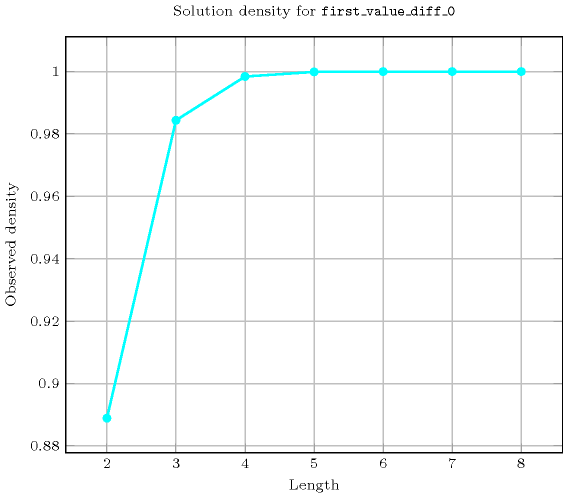 Solution density for first_value_diff_0
1
0.98
0.96
0.94
0.92
0.9
0.88
Observed density
2 3 4 5 6 7 8
Length